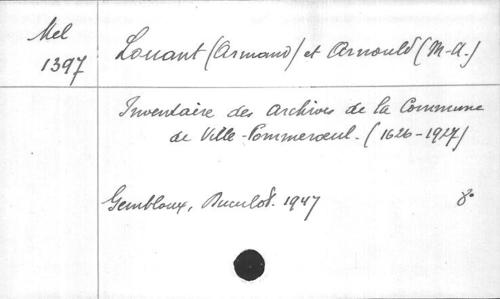 Mel
1397
Louant (Armand) et Arnould (M-A.)
Inventaire des Archives de la Commune
de Ville-Pommeroeul. (1626-1927)
Gembloux, Duculot. 1947 8°